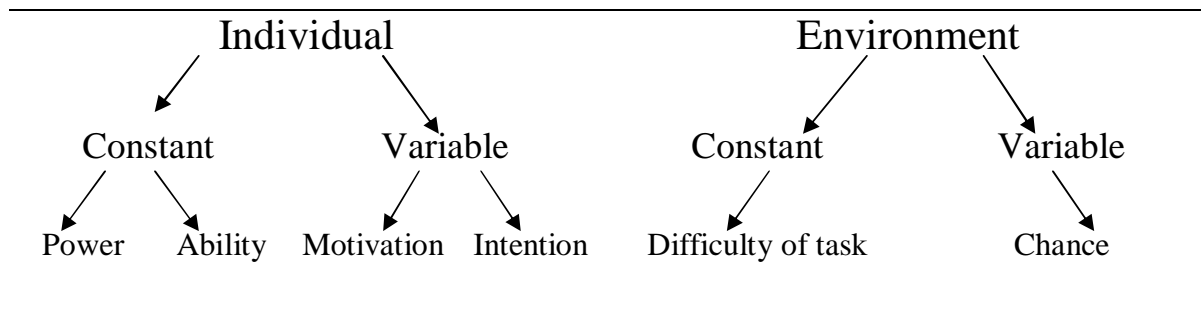 Individual Environment
Constant Variable Constant Variable
Power Ability Motivation Intention Difficulty of task Chance